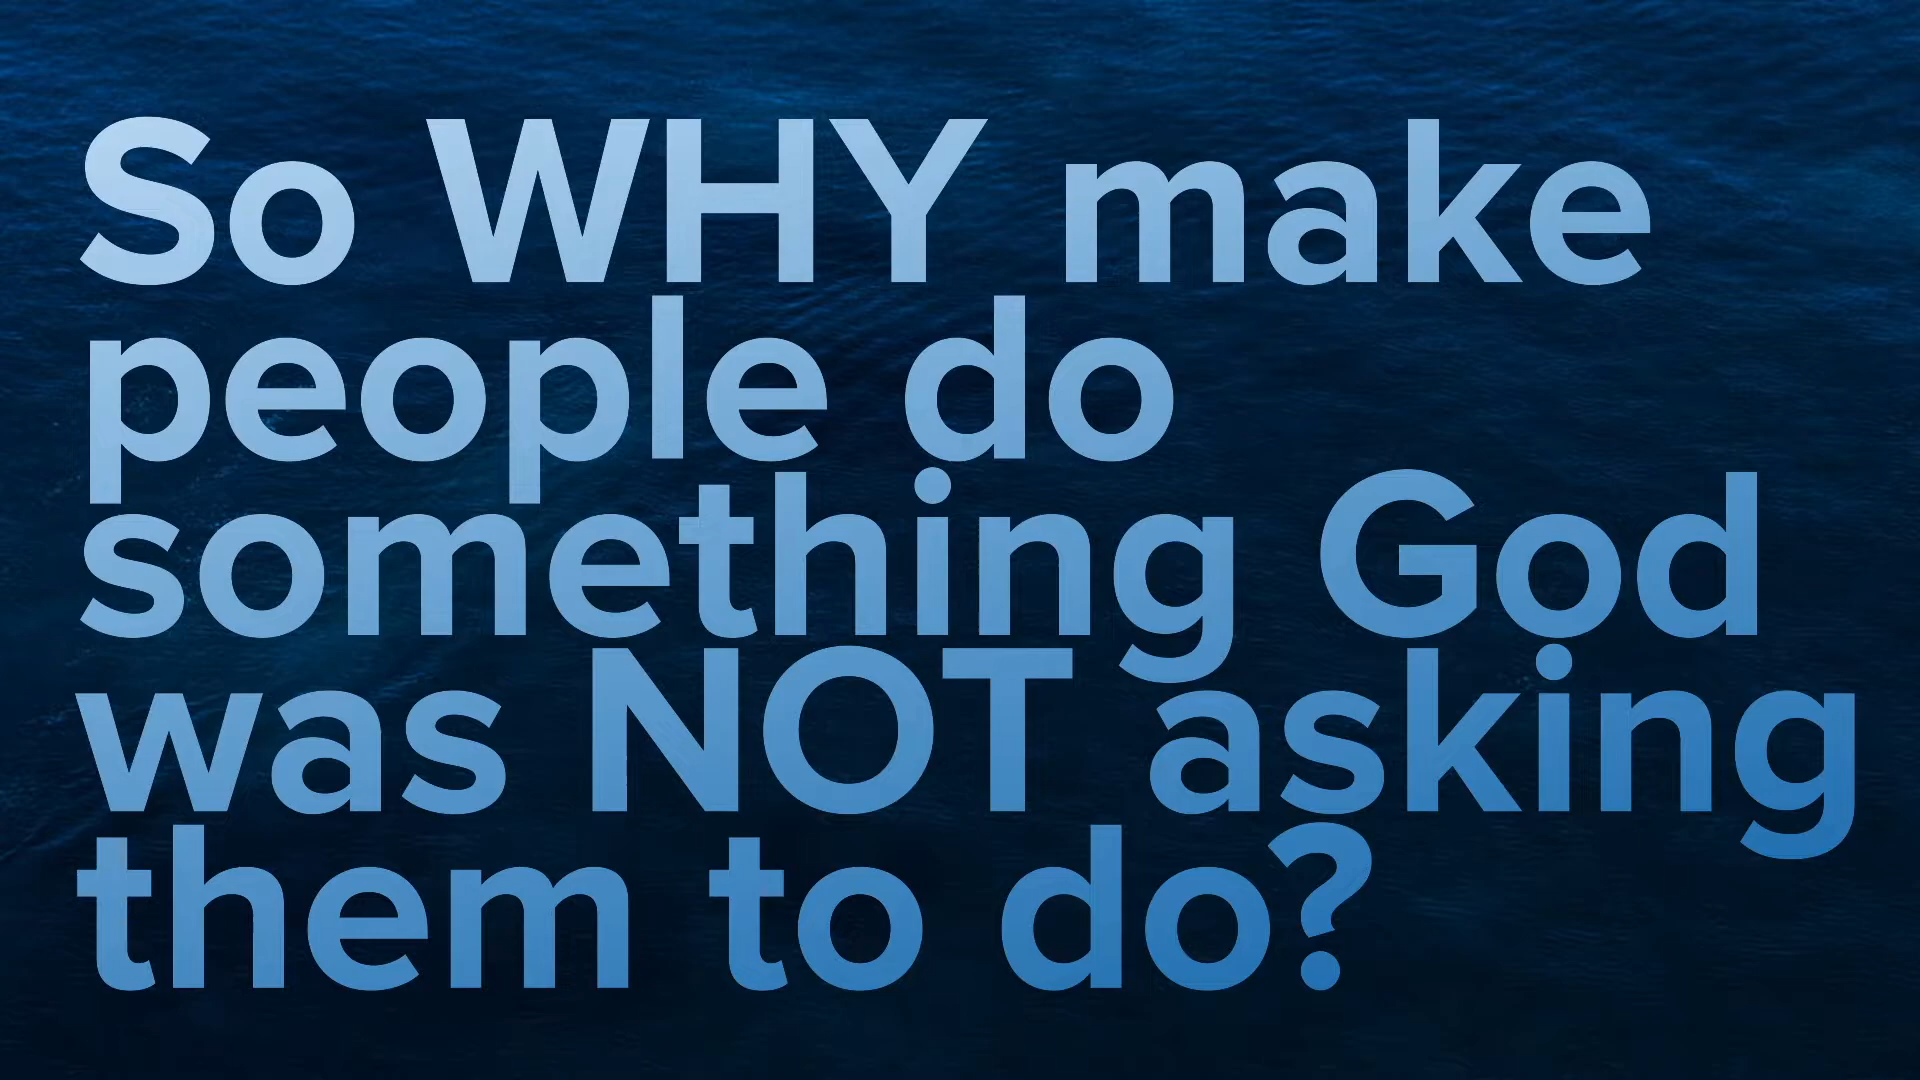 So WHY make
people do
something God
was NOT asking
them to do?